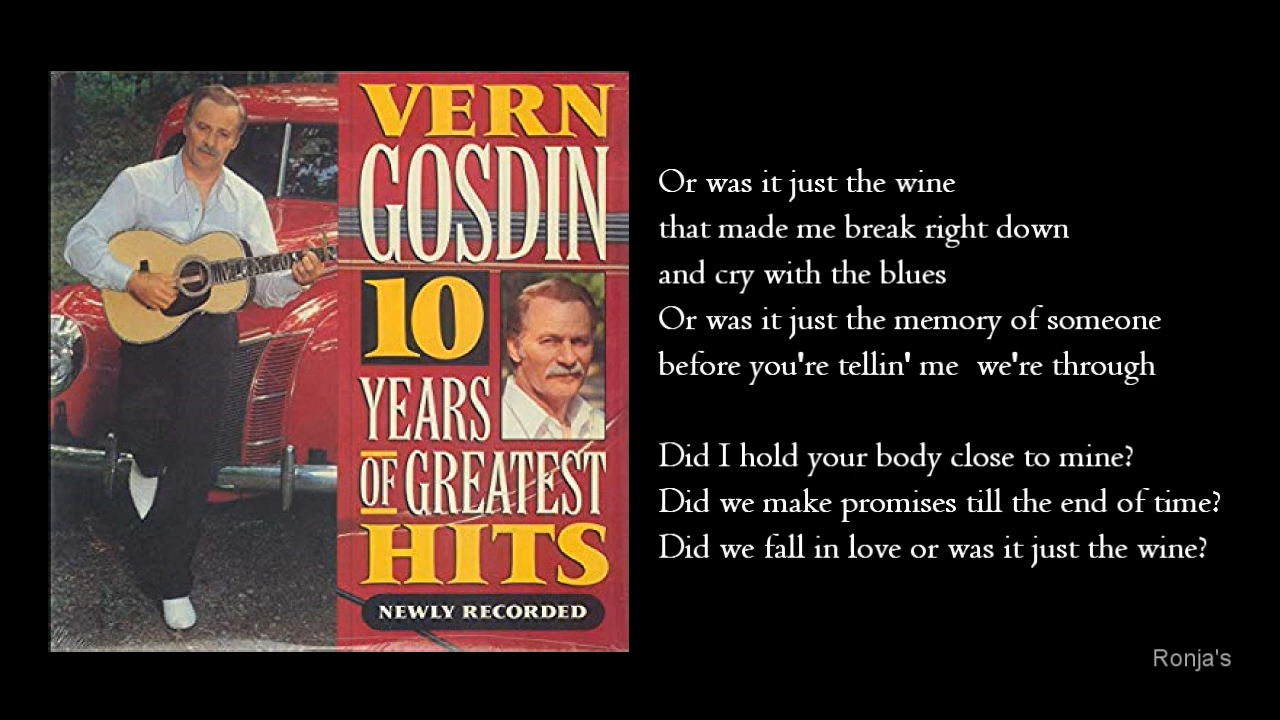 VERN
GOSDIN
10
YEARS
OF GREATEST
HITS
NEWLY RECORDED
Or was it just the wine
that made me break right down
and cry with the blues
Or was it just the memory of someone
before you're tellin' me  we're through
Did I hold your body close to mine?
Did we make promises till the end of time?
Did we fall in love or was it just the wine?
Ronja's